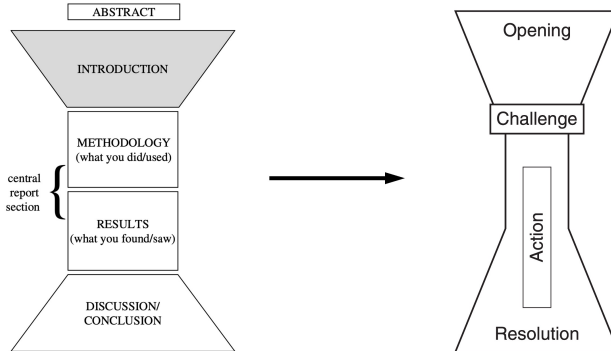 ABSTRACT
INTRODUCTION
METHODOLOGY
(what you did/used)
central
report
section
RESULTS
(what you found/saw)
DISCUSSION/
CONCLUSION
Opening
Challenge
Action
Resolution